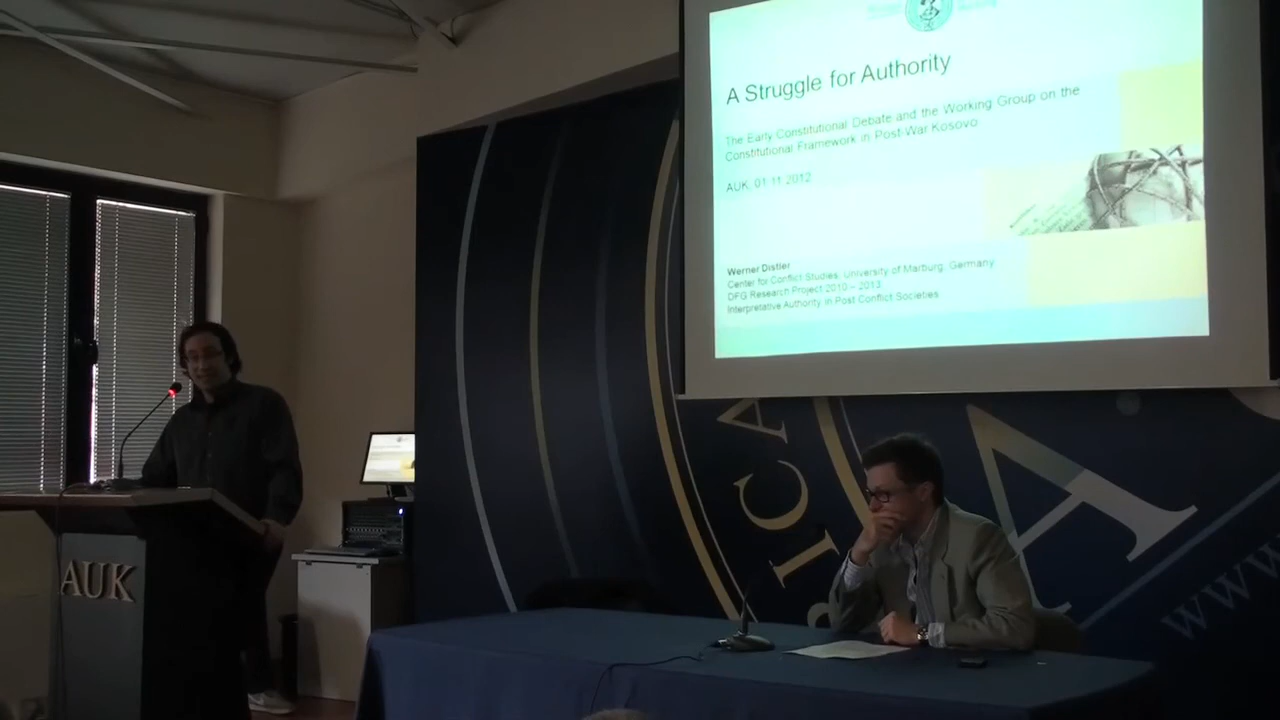 A Struggle for Authority
The Early Constitutional Debate and the Working Group on the
Constitutional Framework in Post-War Kosovo
AUK, 01.11.2012
Werner Distler
Center for Conflict Studies, University of Marburg, Germany
DFG Research Project 2010 – 2013:
Interpretative Authority in Post Conflict Societies
AUK
ICA
A
www